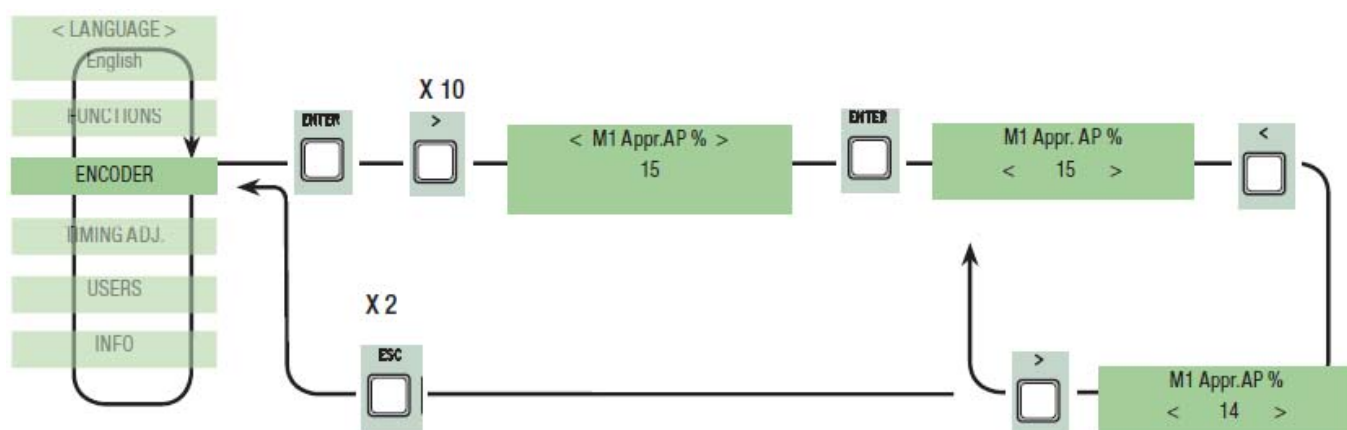 < LANGUAGE >
English
FUNCTIONS
ENCODER
TIMING ADJ.
USERS
INFO
ENTER
X 10
>
< M1 Appr.AP % >
15
ENTER
M1 Appr. AP %
< 15 >
<
X 2
ESC
>
M1 Appr.AP %
< 14 >